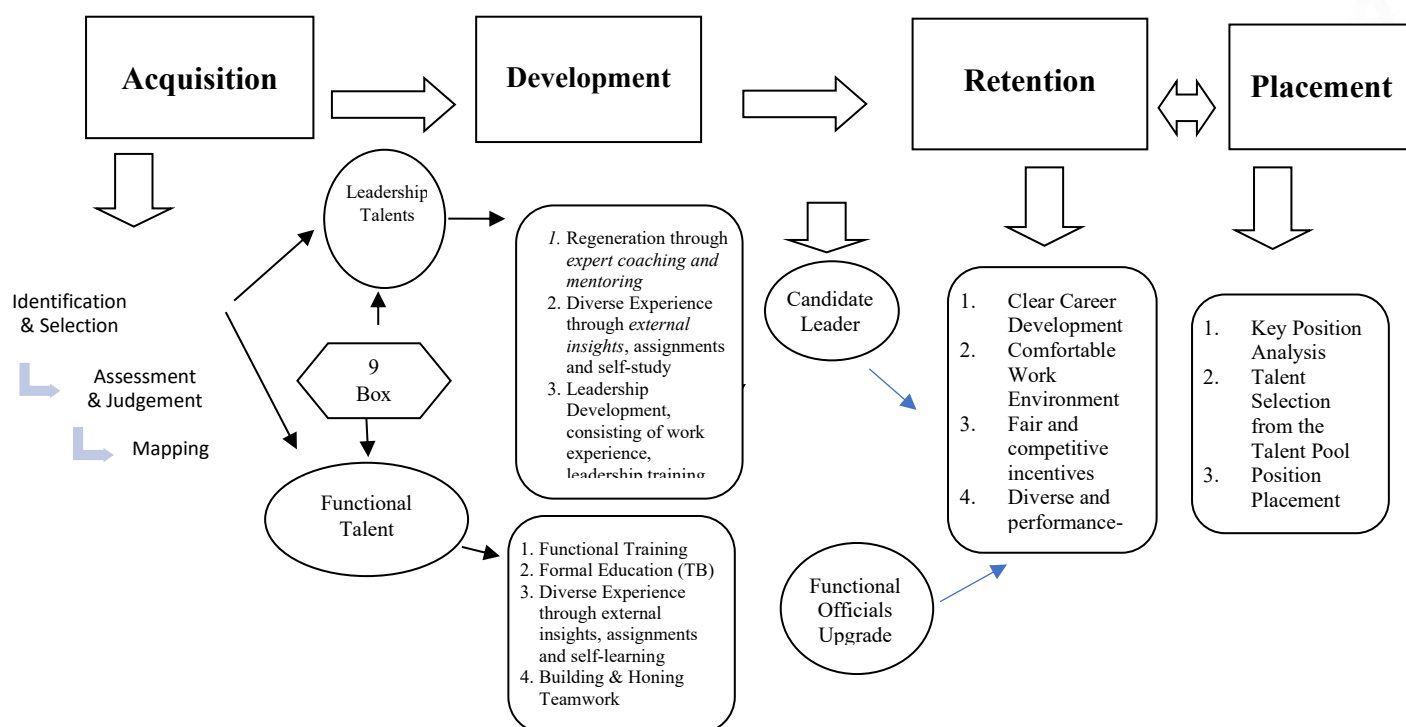 Acquisition
Development
Retention
Placement
Leadership
Talents
Identification
& Selection
Assessment
& Judgement
Mapping
9
Box
Functional
Talent
1. Regeneration through
expert coaching and
mentoring
2. Diverse Experience
through external
insights, assignments
and self-study
3. Leadership
Development,
consisting of work
experience,
leadership training
1. Functional Training
2. Formal Education (TB)
3. Diverse Experience
through external
insights, assignments
and self-learning
4. Building & Honing
Teamwork
Candidate
Leader
Functional
Officials
Upgrade
1. Clear Career
Development
2. Comfortable
Work
Environment
3. Fair and
competitive
incentives
4. Diverse and
performance-
1. Key Position
Analysis
2. Talent
Selection
from the
Talent Pool
3. Position
Placement